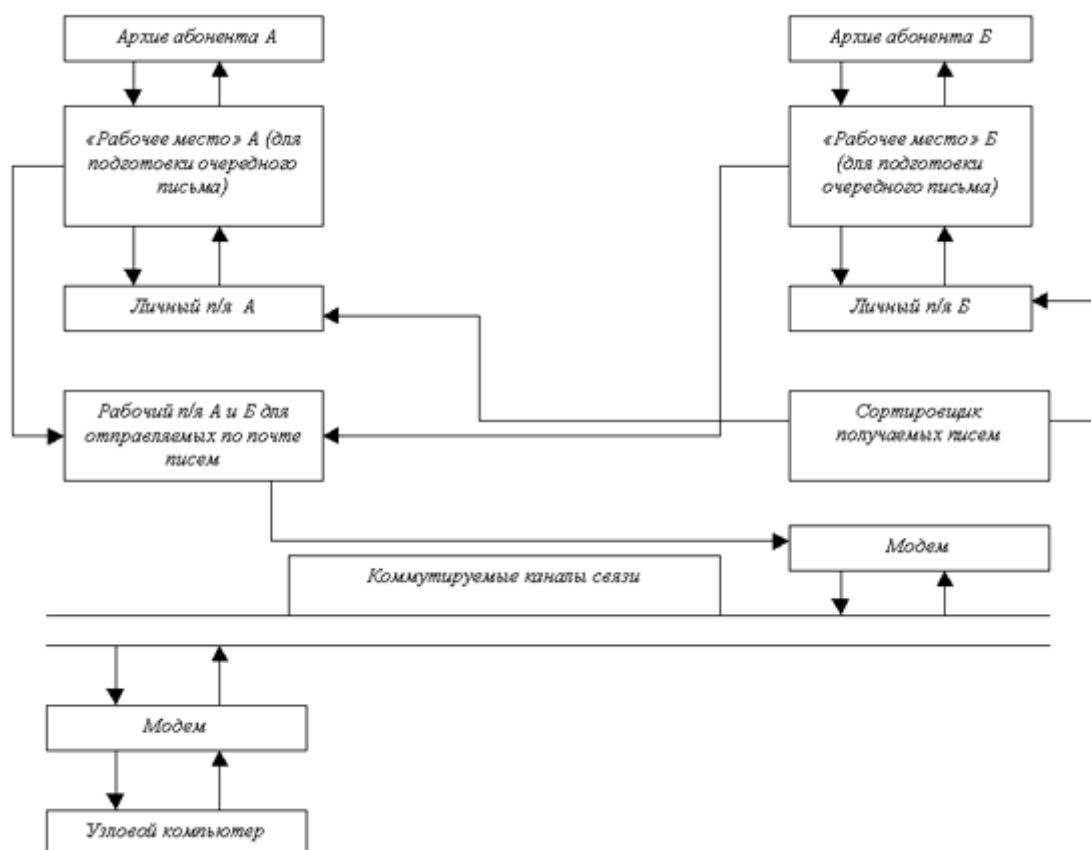 Архив абонента А
Архив абонента Б
«Рабочее место» А (для
подготовки очередного
письма)
«Рабочее место» Б
(для подготовки
очередного письма)
Личный п/я А
Личный п/я Б
Рабочий п/я А и Б для
отправляемых по почте
писем
Сортировщик
получаемых писем
Модем
Коммутируемые каналы связи
Модем
Узловой компьютер